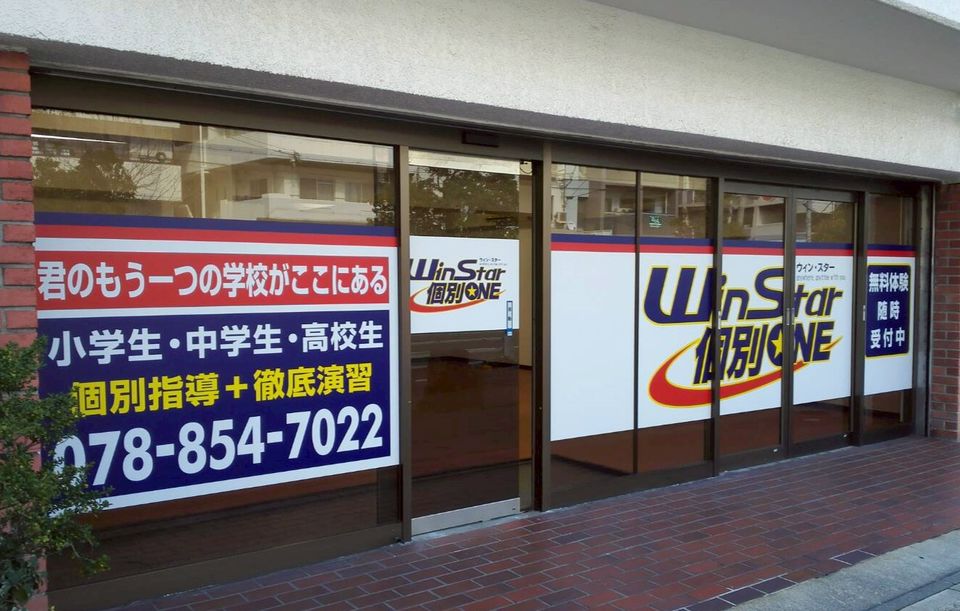 君のもう一つの学校がここにある
小学生・中学生・高校生
個別指導＋徹底演習
078-854-7022
ウィン・スター
WinStar
個別ONE
ウィン・スター
WinStar
個別ONE
無料体験
随時
受付中